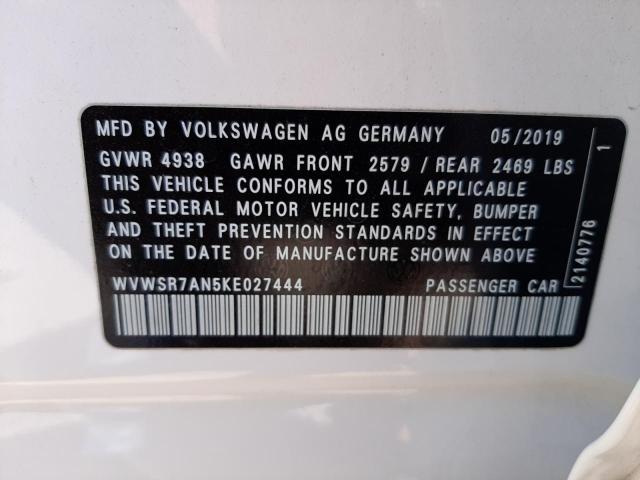 MFD BY VOLKSWAGEN AG GERMANY 05/2019
GVWR 4938 GAWR FRONT 2579 / REAR 2469 LBS
THIS VEHICLE CONFORMS TO ALL APPLICABLE
U.S. FEDERAL MOTOR VEHICLE SAFETY, BUMPER
AND THEFT PREVENTION STANDARDS IN EFFECT
ON THE DATE OF MANUFACTURE SHOWN ABOVE
WVWSR7AN5KE027444 PASSENGER CAR
2140776 1